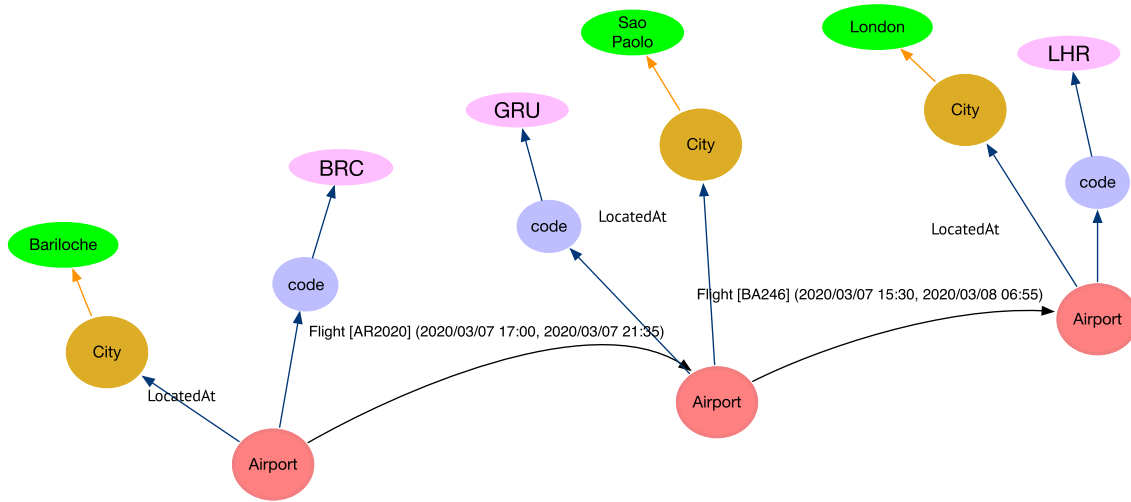 Sao
Paolo
London
LHR
GRU
City
City
BRC
code
code
LocatedAt
LocatedAt
Bariloche
code
Flight [BA246] (2020/03/07 15:30, 2020/03/08 06:55)
Airport
Flight [AR2020] (2020/03/07 17:00, 2020/03/07 21:35)
City
LocatedAt
Airport
Airport